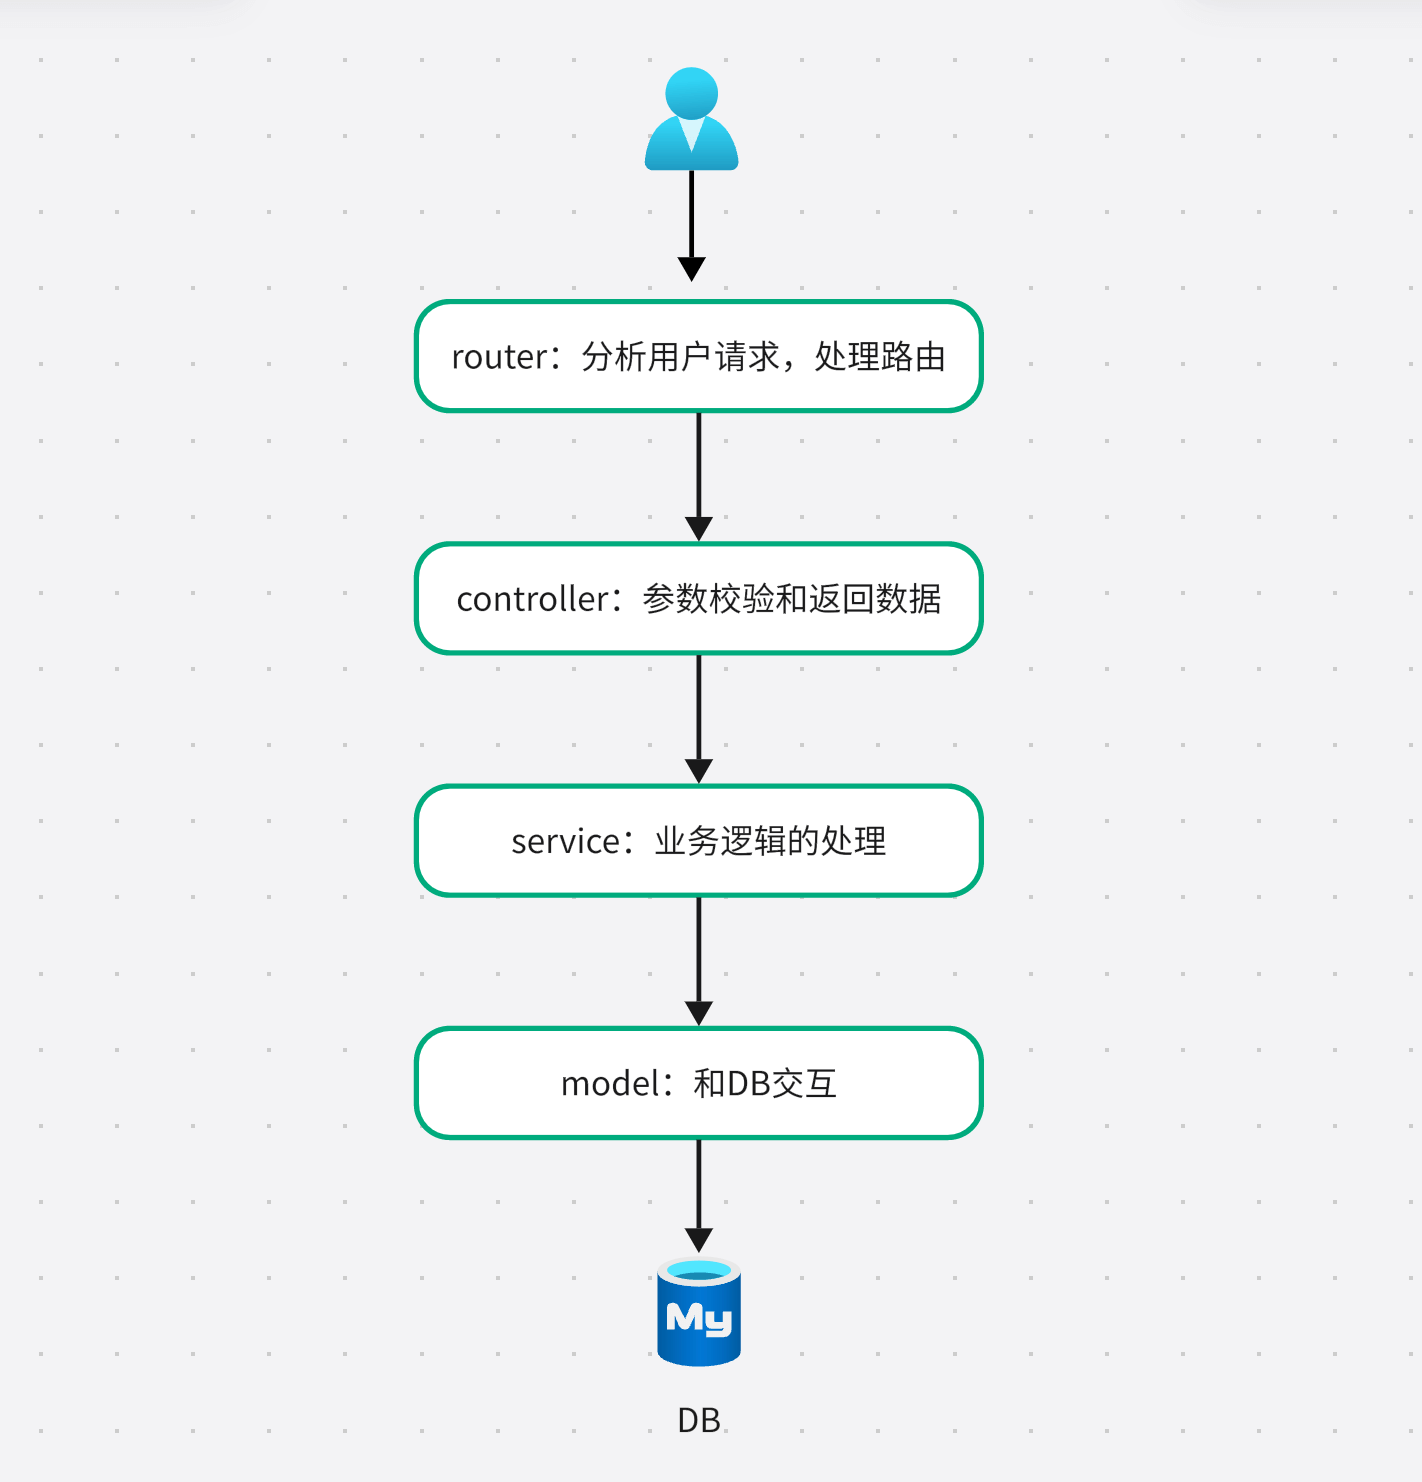 router：分析用户请求，处理路由
controller：参数校验和返回数据
service：业务逻辑的处理
model：和DB交互
My
DB